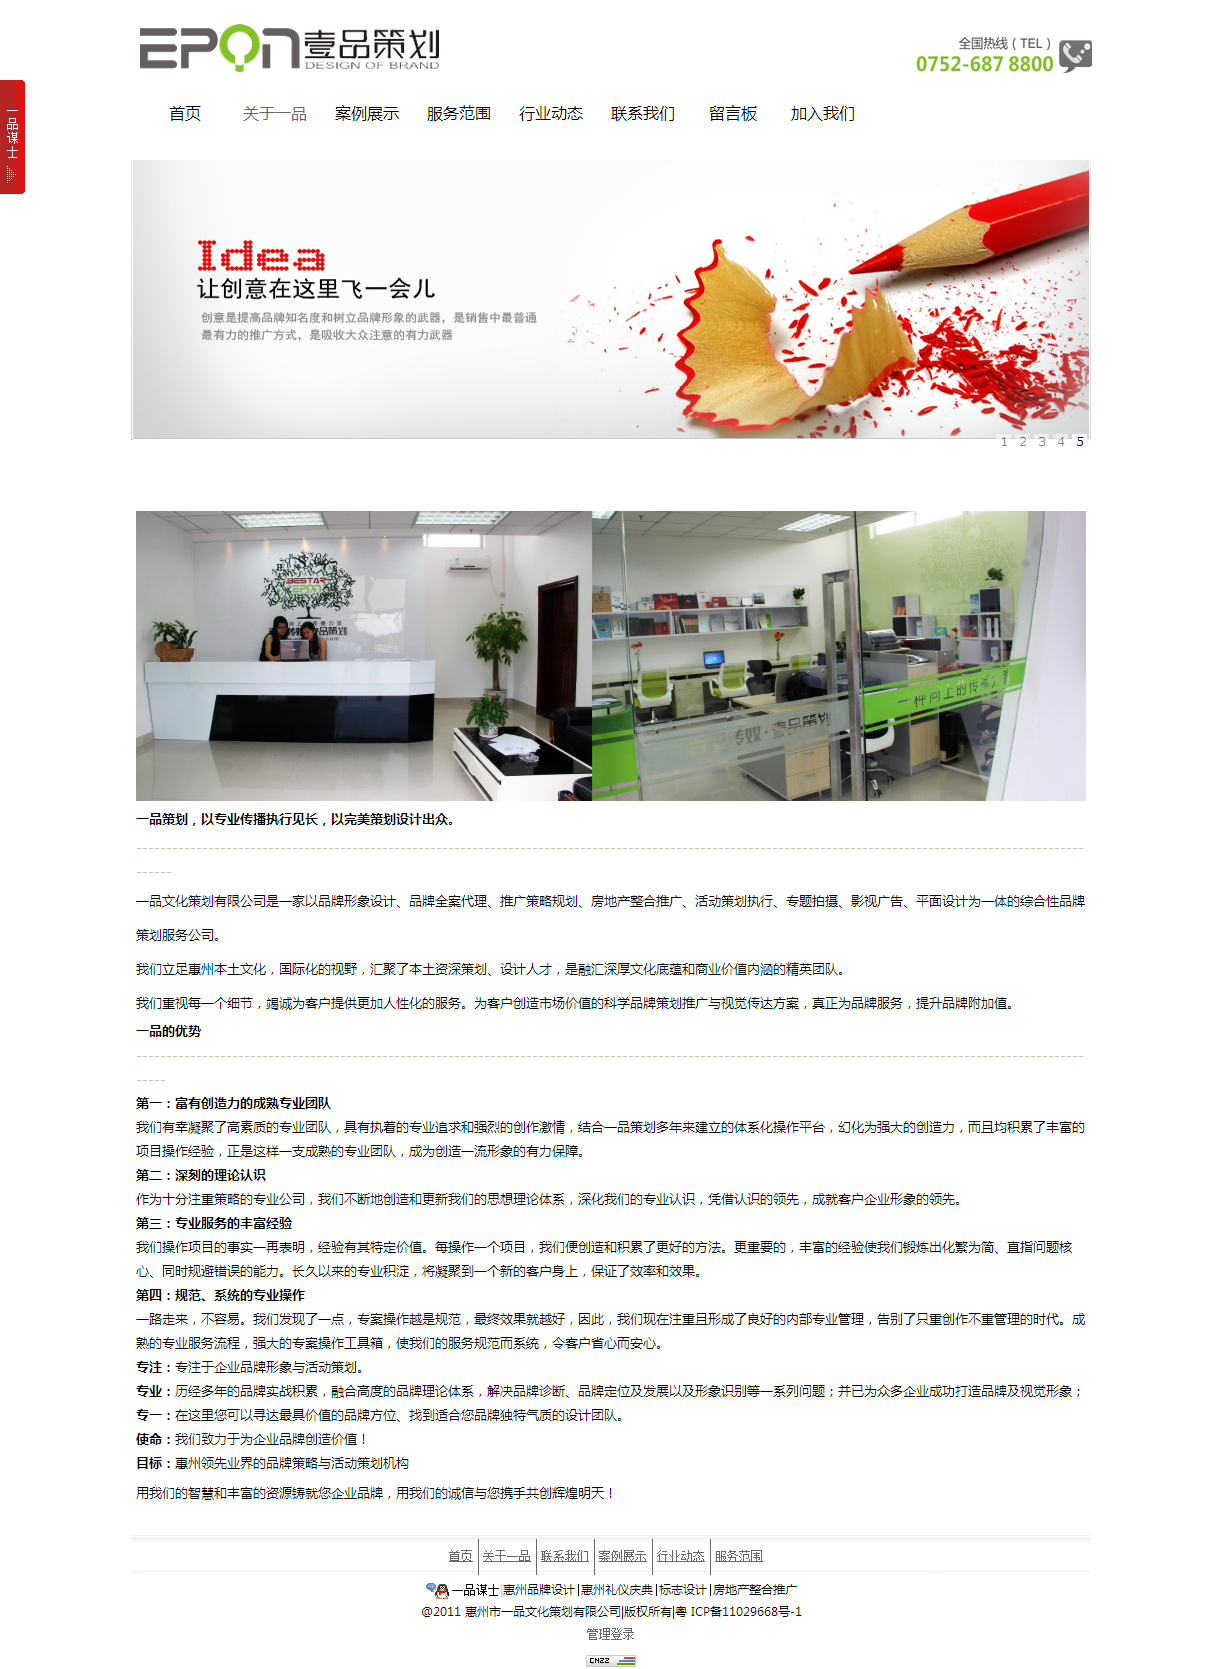 EPON壹品策划
DESIGN OF BRAND
全国热线（TEL）
0752-687 8800
一品谋士
首页 关于一品 案例展示 服务范围 行业动态 联系我们 留言板 加入我们
Idea
让创意在这里飞一会儿
创意是提高品牌知名度和树立品牌形象的武器，是销售中最普通
最有力的推广方式，是吸收大众注意的有力武器
1 2 3 4 5
BESTAR
EPON
一种向上的传播力量
传媒·壹品策划
一品策划，以专业传播执行见长，以完美策划设计出众。
一品文化策划有限公司是一家以品牌形象设计、品牌全案代理、推广策略规划、房地产整合推广、活动策划执行、专题拍摄、影视广告、平面设计为一体的综合性品牌
策划服务公司。
我们立足惠州本土文化，国际化的视野，汇聚了本土资深策划、设计人才，是融汇深厚文化底蕴和商业价值内涵的精英团队。
我们重视每一个细节，竭诚为客户提供更加人性化的服务。为客户创造市场价值的科学品牌策划推广与视觉传达方案，真正为品牌服务，提升品牌附加值。
一品的优势
第一：富有创造力的成熟专业团队
我们有幸凝聚了高素质的专业团队，具有执着的专业追求和强烈的创作激情，结合一品策划多年来建立的体系化操作平台，幻化为强大的创造力，而且均积累了丰富的
项目操作经验，正是这样一支成熟的专业团队，成为创造一流形象的有力保障。
第二：深刻的理论认识
作为十分注重策略的专业公司，我们不断地创造和更新我们的思想理论体系，深化我们的专业认识，凭借认识的领先，成就客户企业形象的领先。
第三：专业服务的丰富经验
我们操作项目的事实一再表明，经验有其特定价值。每操作一个项目，我们便创造和积累了更好的方法。更重要的，丰富的经验使我们锻炼出化繁为简、直指问题核
心、同时规避错误的能力。长久以来的专业积淀，将凝聚到一个新的客户身上，保证了效率和效果。
第四：规范、系统的专业操作
一路走来，不容易。我们发现了一点，专案操作越是规范，最终效果就越好，因此，我们现在注重且形成了良好的内部专业管理，告别了只重创作不重管理的时代。成
熟的专业服务流程，强大的专案操作工具箱，使我们的服务规范而系统，令客户省心而安心。
专注：专注于企业品牌形象与活动策划。
专业：历经多年的品牌实战积累，融合高度的品牌理论体系，解决品牌诊断、品牌定位及发展以及形象识别等一系列问题；并已为众多企业成功打造品牌及视觉形象；
专一：在这里您可以寻达最具价值的品牌方位、找到适合您品牌独特气质的设计团队。
使命：我们致力于为企业品牌创造价值！
目标：惠州领先业界的品牌策略与活动策划机构
用我们的智慧和丰富的资源铸就您企业品牌，用我们的诚信与您携手共创辉煌明天！
首页 关于一品 联系我们 案例展示 行业动态 服务范围
一品谋士|惠州品牌设计|惠州礼仪庆典|标志设计|房地产整合推广
@2011 惠州市一品文化策划有限公司|版权所有|粤 ICP备11029668号-1
管理登录
CNZZ